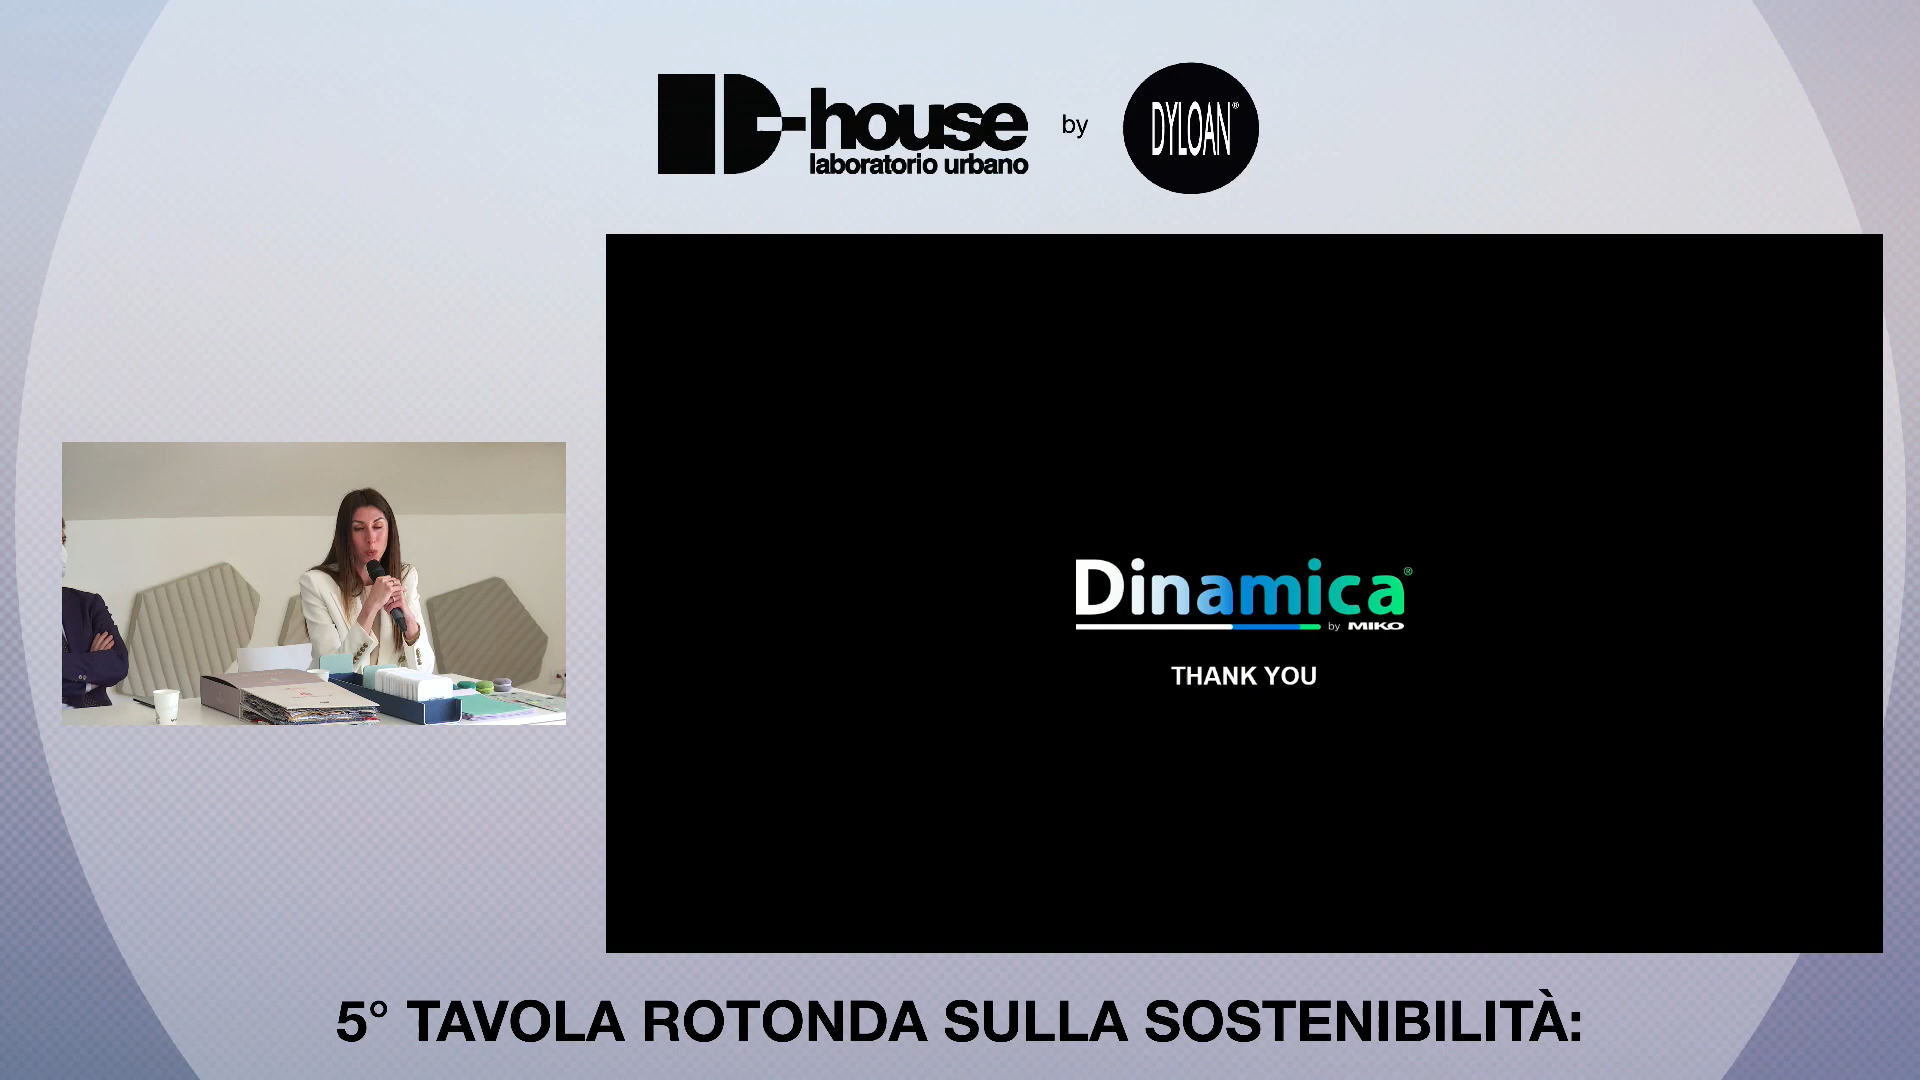 D-house
laboratorio urbano
by
DYLOAN®
Dinamica®
by MIKO
THANK YOU
5° TAVOLA ROTONDA SULLA SOSTENIBILITÀ: